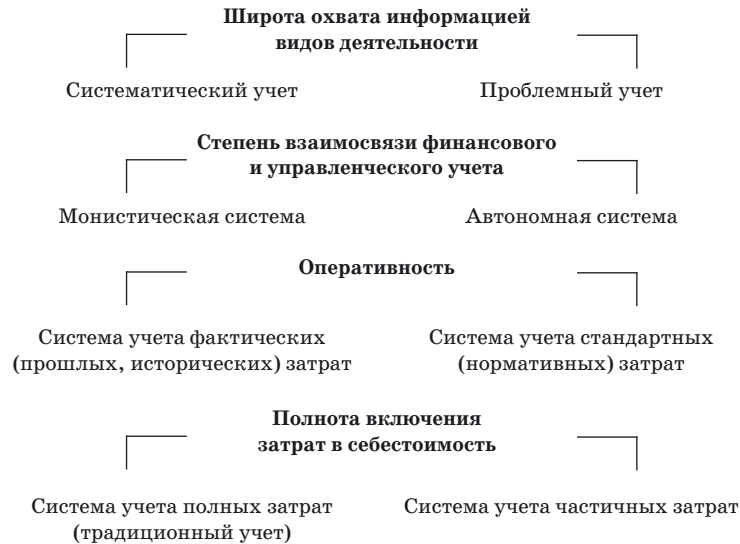 Широта охвата информацией
видов деятельности
Систематический учет
Проблемный учет
Степень взаимосвязи финансового
и управленческого учета
Монистическая система
Автономная система
Оперативность
Система учета фактических
(прошлых, исторических) затрат
Система учета стандартных
(нормативных) затрат
Полнота включения
затрат в себестоимость
Система учета полных затрат
(традиционный учет)
Система учета частичных затрат